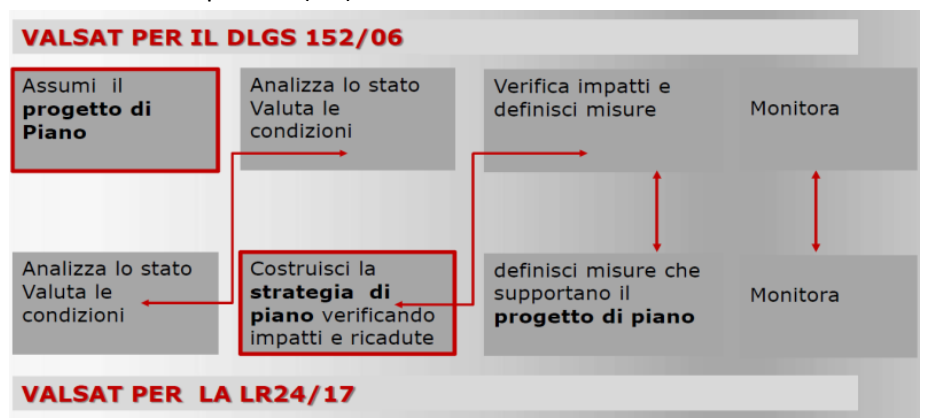 VALSAT PER IL DLGS 152/06
Assumi il
progetto di
Piano
Analizza lo stato
Valuta le
condizioni
Verifica impatti e
definisci misure
Monitora
Analizza lo stato
Valuta le
condizioni
Costruisci la
strategia di
piano verificando
impatti e ricadute
definisci misure che
supportano il
progetto di piano
Monitora
VALSAT PER LA LR24/17